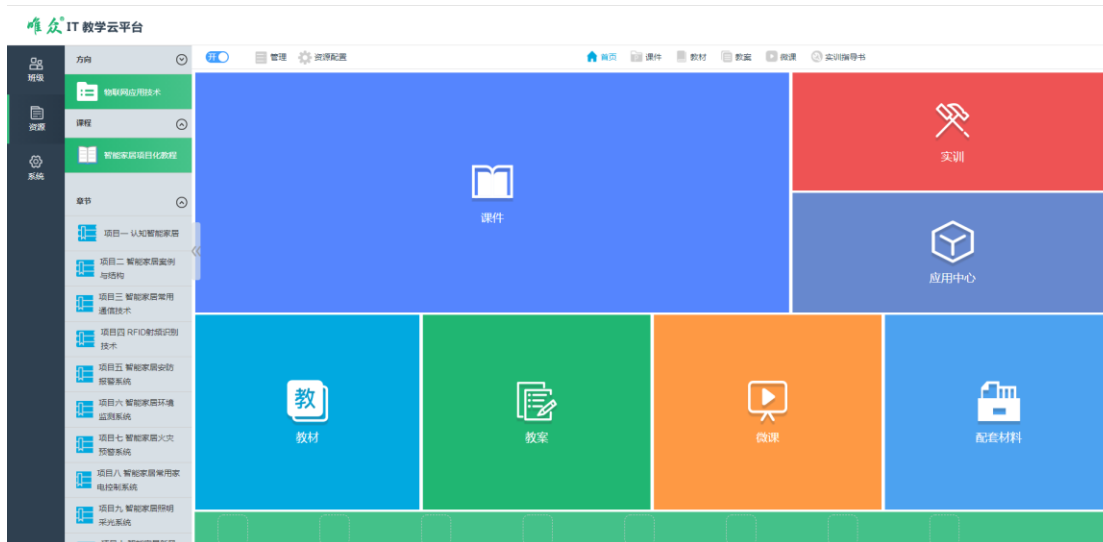 唯众® IT 教学云平台
班级
资源
系统
方向
物联网应用技术
课程
智能家居项目化教程
章节
项目一 认知智能家居
项目二 智能家居案例
与结构
项目三 智能家居常用
通信技术
项目四 RFID射频识别
技术
项目五 智能家居安防
报警系统
项目六 智能家居环境
监测系统
项目七 智能家居火灾
预警系统
项目八 智能家居常用家
电控制系统
项目九 智能家居照明
采光系统
开 管理 资源配置 首页 课件 教材 教案 微课 实训指导书
课件
实训
应用中心
教
教材
教案
微课
配套材料